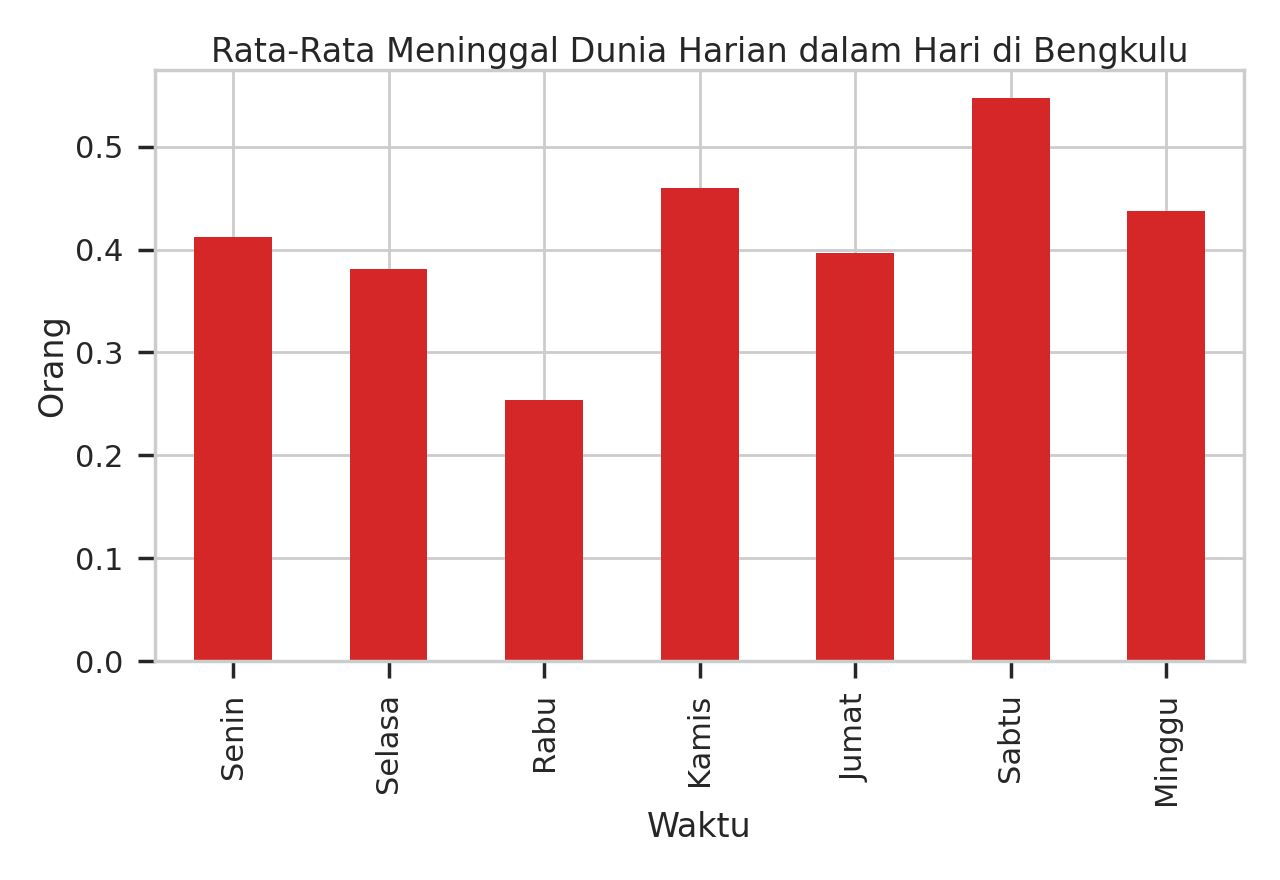 Rata-Rata Meninggal Dunia Harian dalam Hari di Bengkulu
Orang
0.5
0.4
0.3
0.2
0.1
0.0
Senin
Selasa
Rabu
Kamis
Jumat
Sabtu
Minggu
Waktu